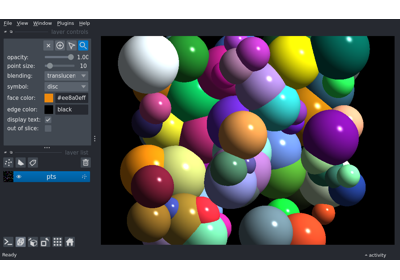 File View Window Plugins Help
layer controls
opacity: 1.00
point size: 10
blending: translucen
symbol: disc
face color: #ee8a0eff
edge color: black
display text:
out of slice:
layer list
pts
Ready activity